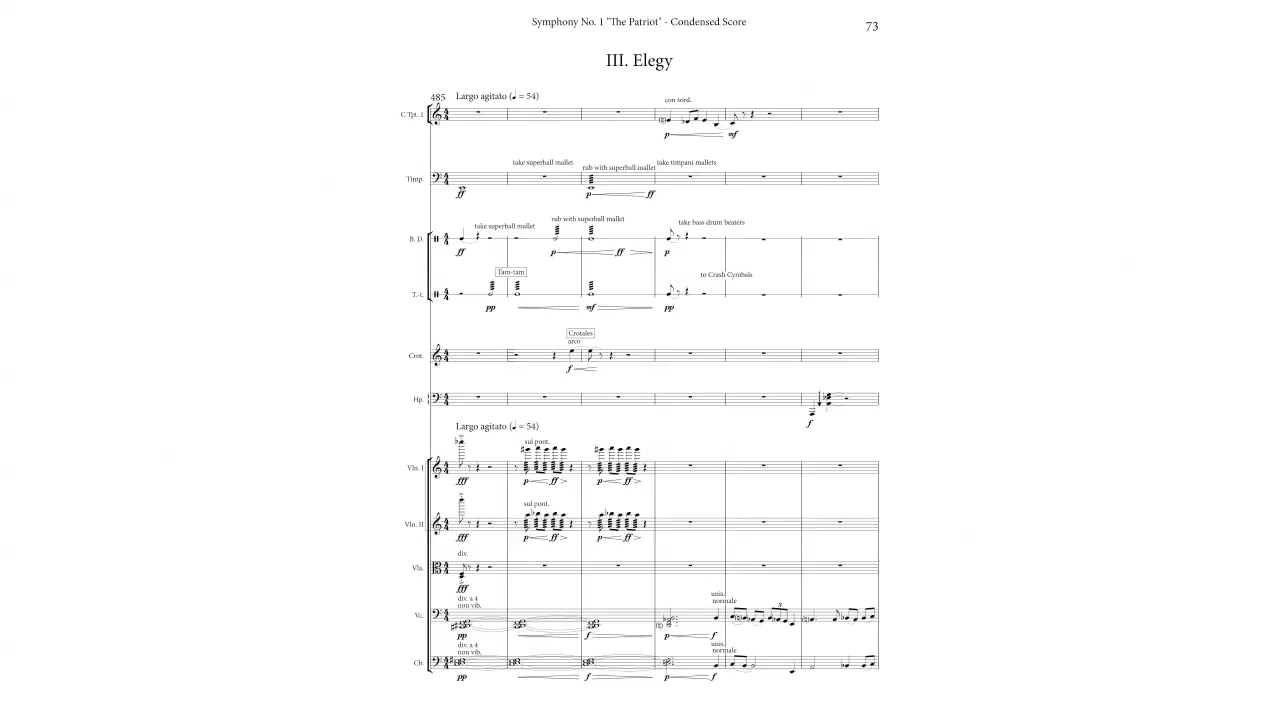 Symphony No. 1 "The Patriot" - Condensed Score
73
III. Elegy
485 Largo agitato (♩ = 54)
con sord.
C Tpt. 1
p mf
take superball mallet rub with superball mallet take timpani mallets
Timp.
ff p ff
take superball mallet rub with superball mallet take bass drum beaters
B. D.
ff p ff p
Tam-tam to Crash Cymbals
T.-t.
pp mf pp
Crotales
arco
Crot.
f
Hp.
f
Largo agitato (♩ = 54)
sul pont.
Vln. I
fff p ff p ff
sul pont.
Vln. II
fff p ff p ff
div.
Vla.
fff
div. a 4 unis.
non vib. normale
3
Vc.
pp f p f
div. a 4 unis.
non vib. normale
Cb.
pp f p f